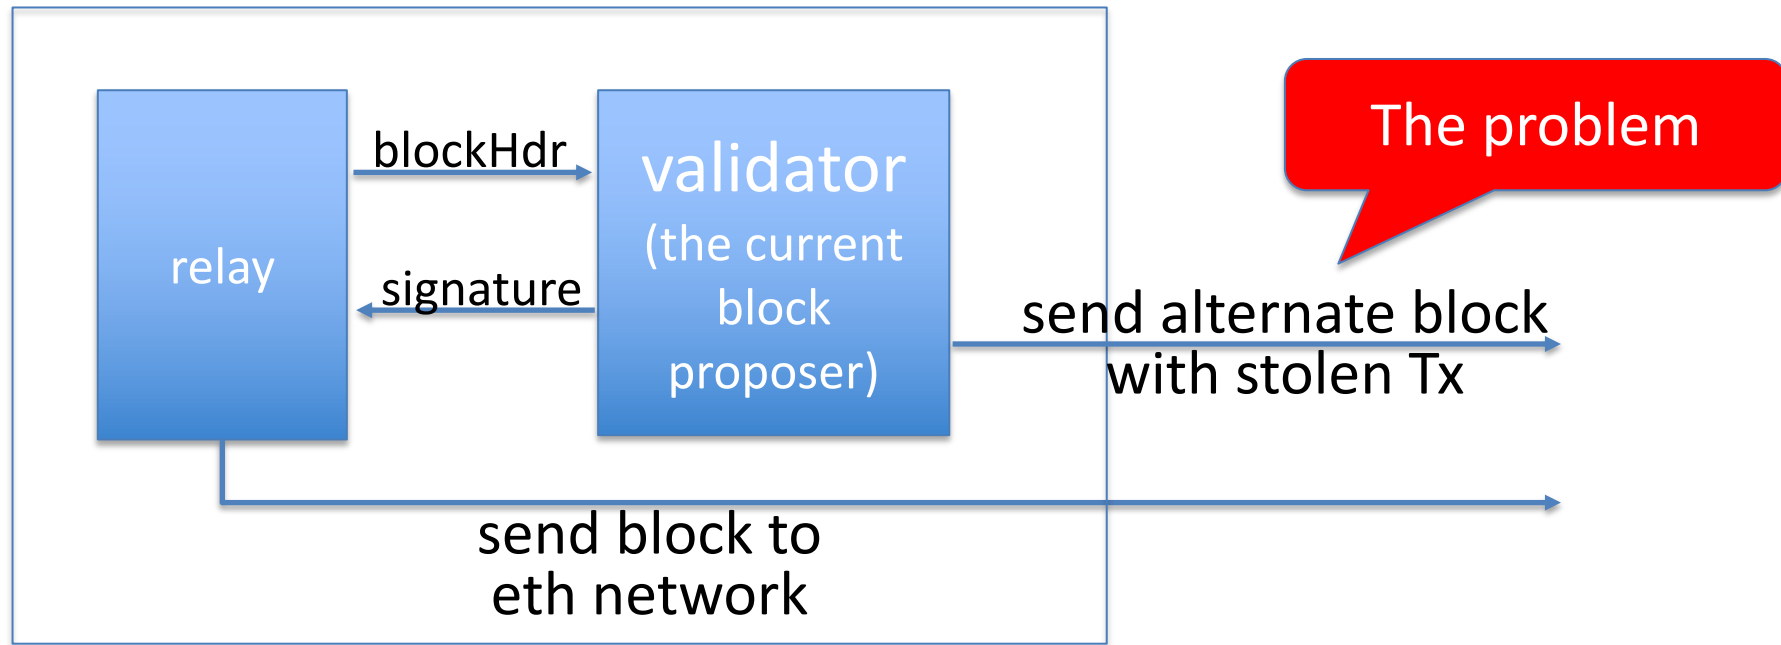 The problem
blockHdr
validator
(the current
block
proposer)
relay
signature
send alternate block
with stolen Tx
send block to
eth network